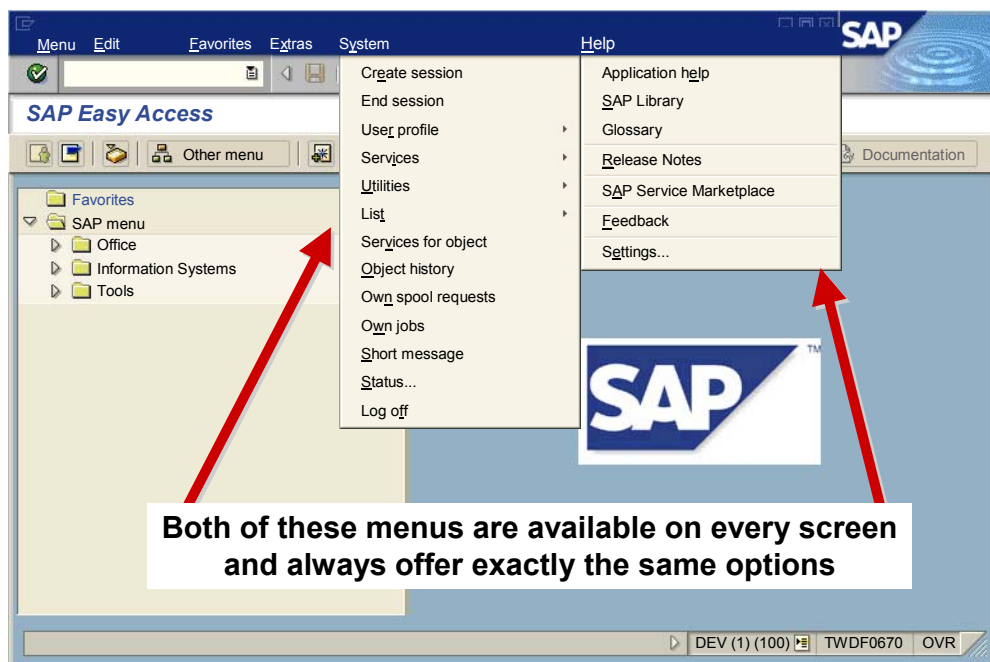 Menu Edit Favorites Extras System Help
SAP
SAP Easy Access
Other menu
Documentation
Favorites
SAP menu
Office
Information Systems
Tools
Create session
End session
User profile
Services
Utilities
List
Services for object
Object history
Own spool requests
Own jobs
Short message
Status...
Log off
Application help
SAP Library
Glossary
Release Notes
SAP Service Marketplace
Feedback
Settings...
SAP TM
Both of these menus are available on every screen
and always offer exactly the same options
DEV (1) (100) TWDF0670 OVR